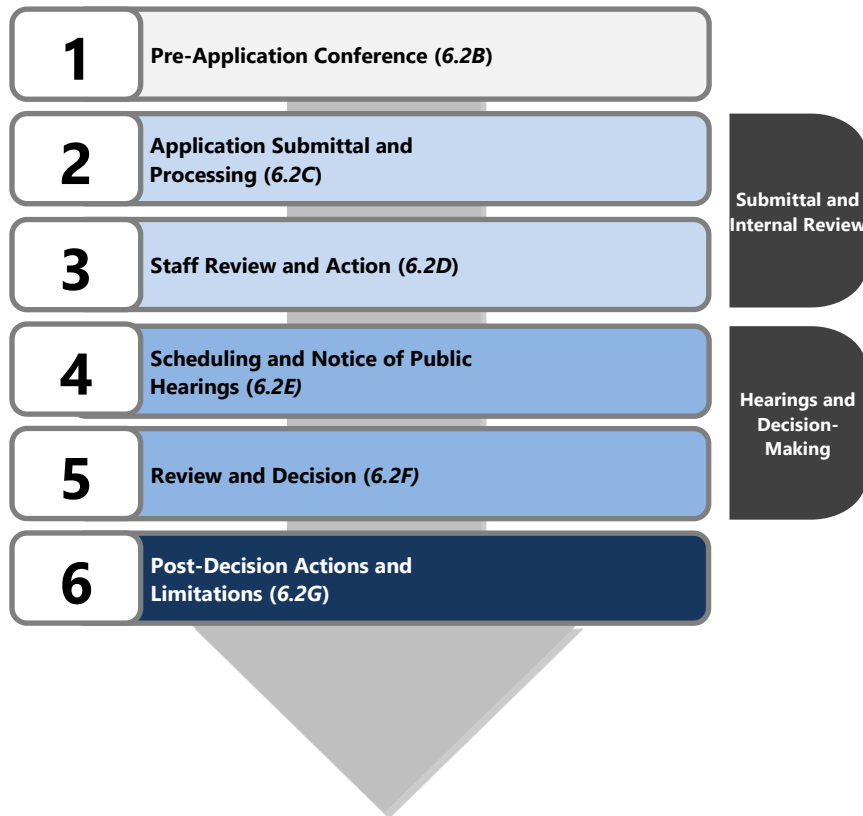 1
Pre-Application Conference (6.2B)
2
Application Submittal and
Processing (6.2C)
3
Staff Review and Action (6.2D)
Submittal and
Internal Review
4
Scheduling and Notice of Public
Hearings (6.2E)
5
Review and Decision (6.2F)
Hearings and
Decision-
Making
6
Post-Decision Actions and
Limitations (6.2G)